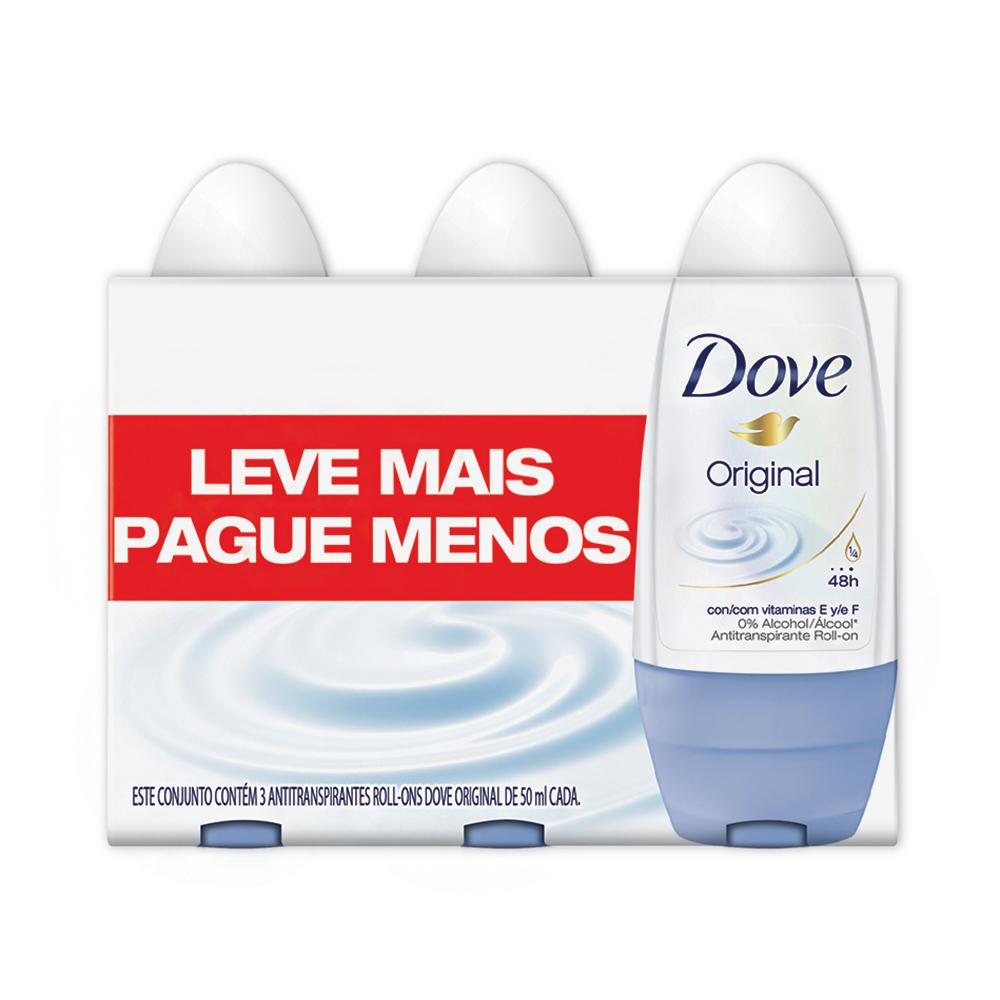 LEVE MAIS
PAGUE MENOS
ESTE CONJUNTO CONTÉM 3 ANTITRANSPIRANTES ROLL-ONS DOVE ORIGINAL DE 50 ml CADA.
Dove
Original
1/4
48h
con/com vitaminas E y/e F
0% Alcohol/Álcool*
Antitranspirante Roll-on